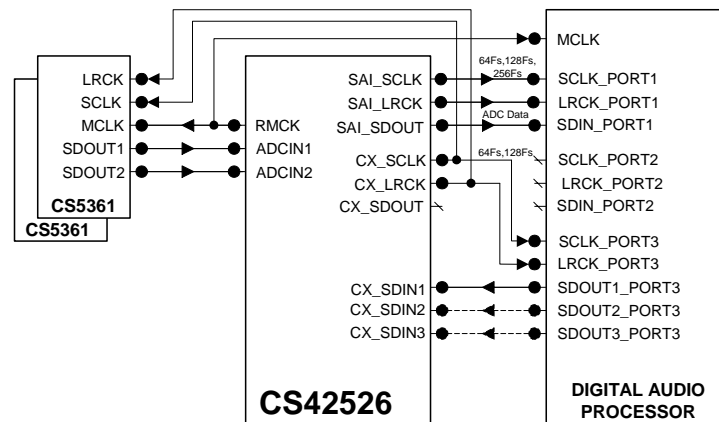 LRCK
SCLK
MCLK
SDOUT1
SDOUT2
CS5361
CS5361
RMCK
ADCIN1
ADCIN2
SAI_SCLK
SAI_LRCK
SAI_SDOUT
CX_SCLK
CX_LRCK
CX_SDOUT
CX_SDIN1
CX_SDIN2
CX_SDIN3
CS42526
64Fs,128Fs,
256Fs
ADC Data
64Fs,128Fs
MCLK
SCLK_PORT1
LRCK_PORT1
SDIN_PORT1
SCLK_PORT2
LRCK_PORT2
SDIN_PORT2
SCLK_PORT3
LRCK_PORT3
SDOUT1_PORT3
SDOUT2_PORT3
SDOUT3_PORT3
DIGITAL AUDIO
PROCESSOR